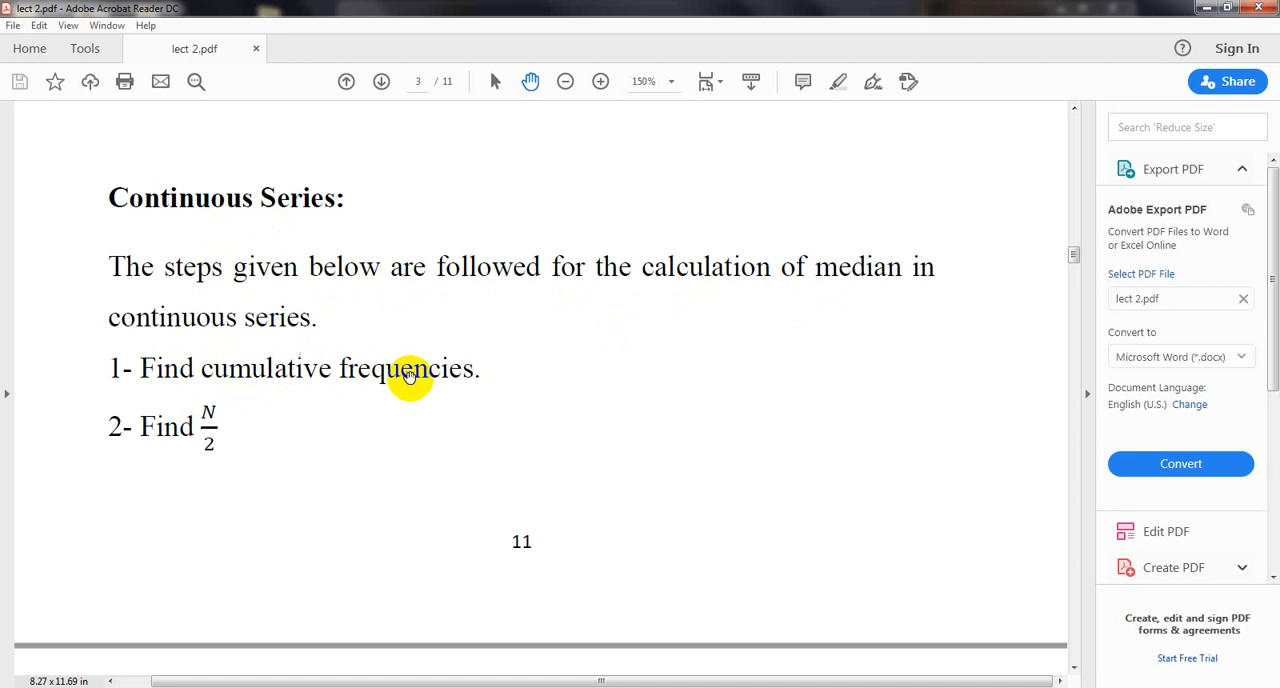 lect 2.pdf - Adobe Acrobat Reader DC
File Edit View Window Help
Home Tools lect 2.pdf × Sign In
3 / 11 150% Share
Continuous Series:
The steps given below are followed for the calculation of median in
continuous series.
1- Find cumulative frequencies.
2- Find N/2
11
8.27 x 11.69 in
Search 'Reduce Size'
Export PDF
Adobe Export PDF
Convert PDF Files to Word
or Excel Online
Select PDF File
lect 2.pdf
Convert to
Microsoft Word (*.docx)
Document Language:
English (U.S.) Change
Convert
Edit PDF
Create PDF
Create, edit and sign PDF
forms & agreements
Start Free Trial